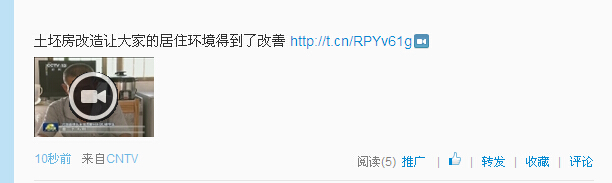 土坯房改造让大家的居住环境得到了改善 http://t.cn/RPYv61g
CCTV-13
10秒前 来自CNTV
阅读(5) 推广 | 转发 | 收藏 | 评论